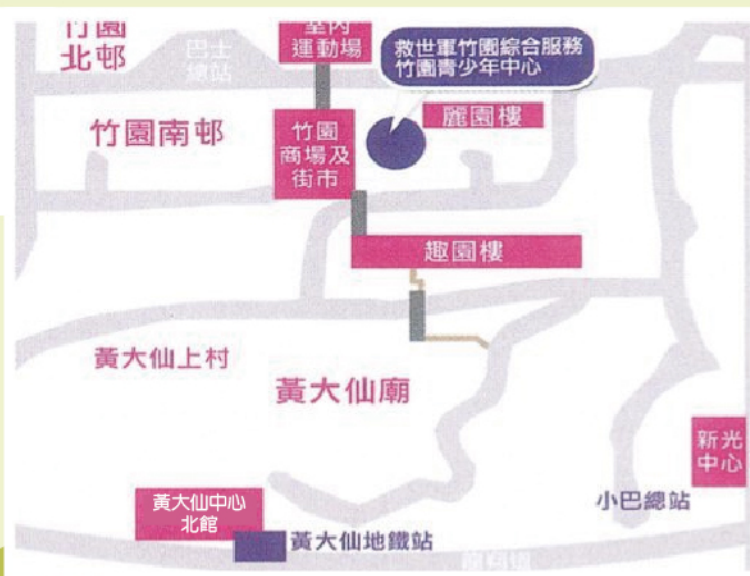 竹園
北邨
巴士
總站
室內
運動場
救世軍竹園綜合服務
竹園青少年中心
竹園南邨
竹園
商場及
街市
麗園樓
趣園樓
黃大仙上村
黃大仙廟
新光
中心
黃大仙中心
北館
小巴總站
黃大仙地鐵站